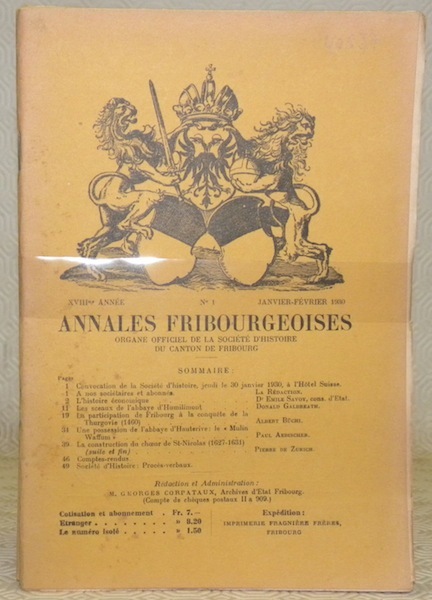 XVIIIme ANNÉE No 1 JANVIER-FÉVRIER 1930
ANNALES FRIBOURGEOISES
ORGANE OFFICIEL DE LA SOCIÉTÉ D'HISTOIRE
DU CANTON DE FRIBOURG
SOMMAIRE :
Pages
1 Convocation de la Société d'histoire, jeudi le 30 janvier 1930, à l'Hôtel Suisse.
1 A nos sociétaires et abonnés. La Rédaction.
2 L'histoire économique Dr Emile Savoy, cons. d'Etat.
11 Les sceaux de l'abbaye d'Humilimont Donald Galbreath.
19 La participation de Fribourg à la conquête de la
Thurgovie (1460) Albert Büchi.
34 Une possession de l'abbaye d'Hauterive : le « Molin
Wafflum » Paul Aebischer.
39 La construction du chœur de St-Nicolas (1627-1631)
(suite et fin) Pierre de Zurich.
46 Comptes-rendus.
49 Société d'Histoire : Procès-verbaux.
Rédaction et Administration :
M. GEORGES CORPATAUX, Archives d'Etat Fribourg.
(Compte de chèques postaux II a 909.)
Cotisation et abonnement . Fr. 7.— Expédition :
Etranger . . . . . . . . » 8.20 IMPRIMERIE FRAGNIÈRE FRÈRES,
Le numéro isolé . . . . . » 1.50 FRIBOURG